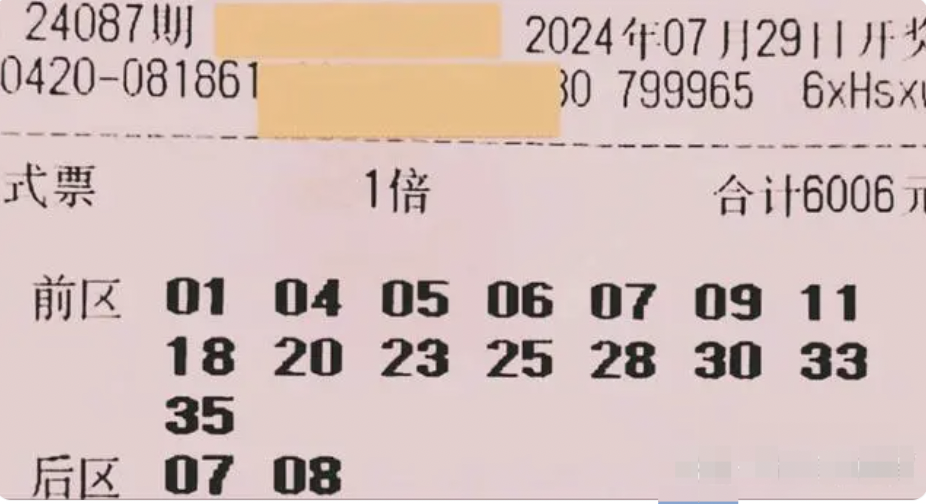 24087期 2024年07月29日开奖
0420-081861 30 799965 6xHsx
式票 1倍 合计6006元
前区 01 04 05 06 07 09 11
18 20 23 25 28 30 33
35
后区 07 08